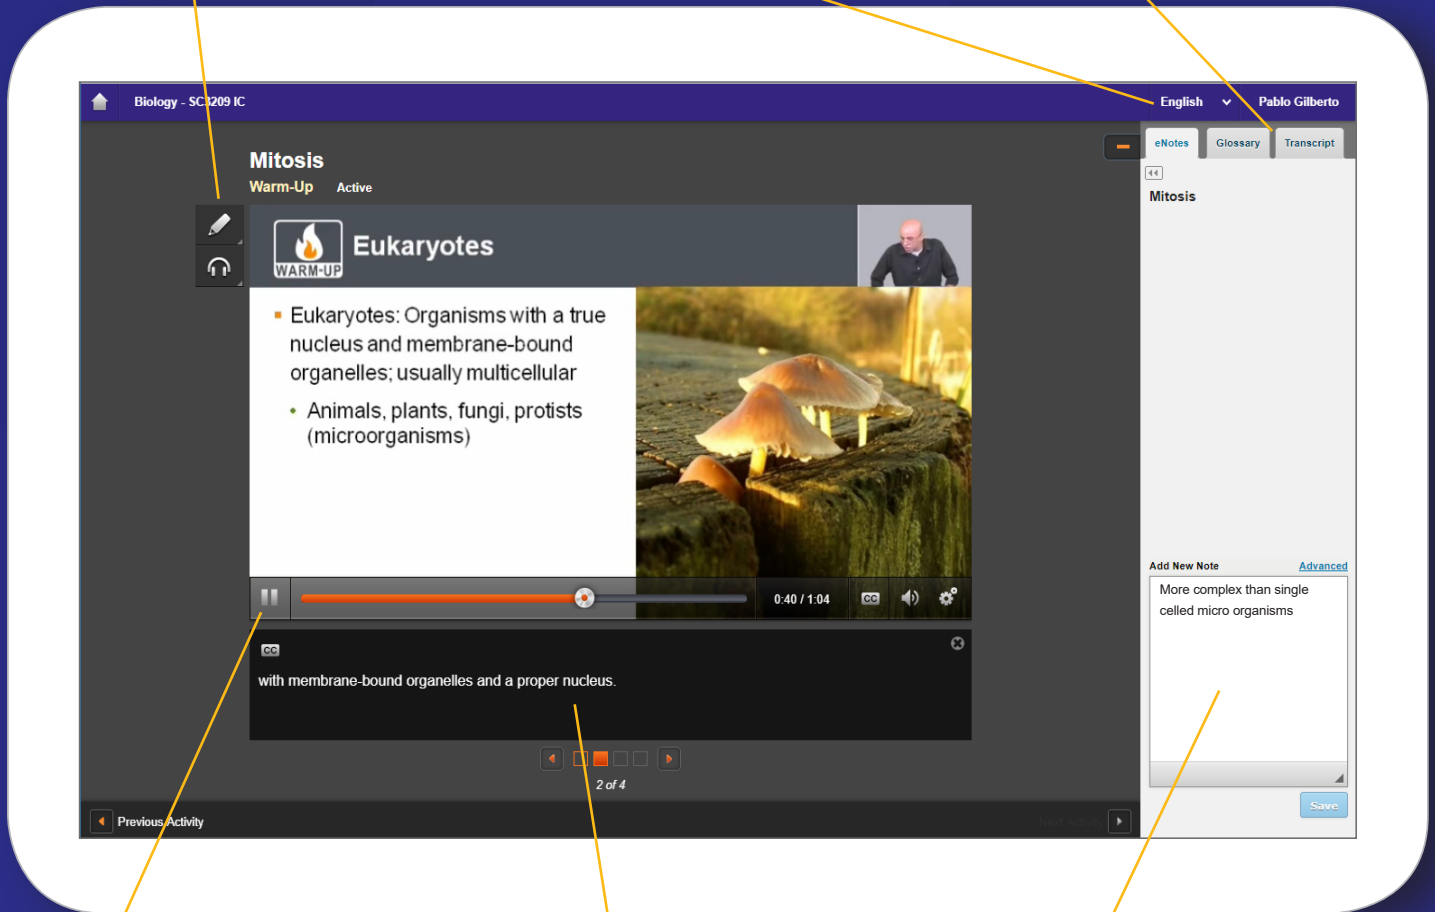 Biology - SC3209 IC
English
Pablo Gilberto
eNotes
Glossary
Transcript
Mitosis
Warm-Up Active
Mitosis
WARM-UP
Eukaryotes
Eukaryotes: Organisms with a true
nucleus and membrane-bound
organelles; usually multicellular
Animals, plants, fungi, protists
(microorganisms)
0:40 / 1:04
CC
CC
with membrane-bound organelles and a proper nucleus.
2 of 4
Add New Note
Advanced
More complex than single
celled micro organisms
Save
Previous Activity
Next Activity